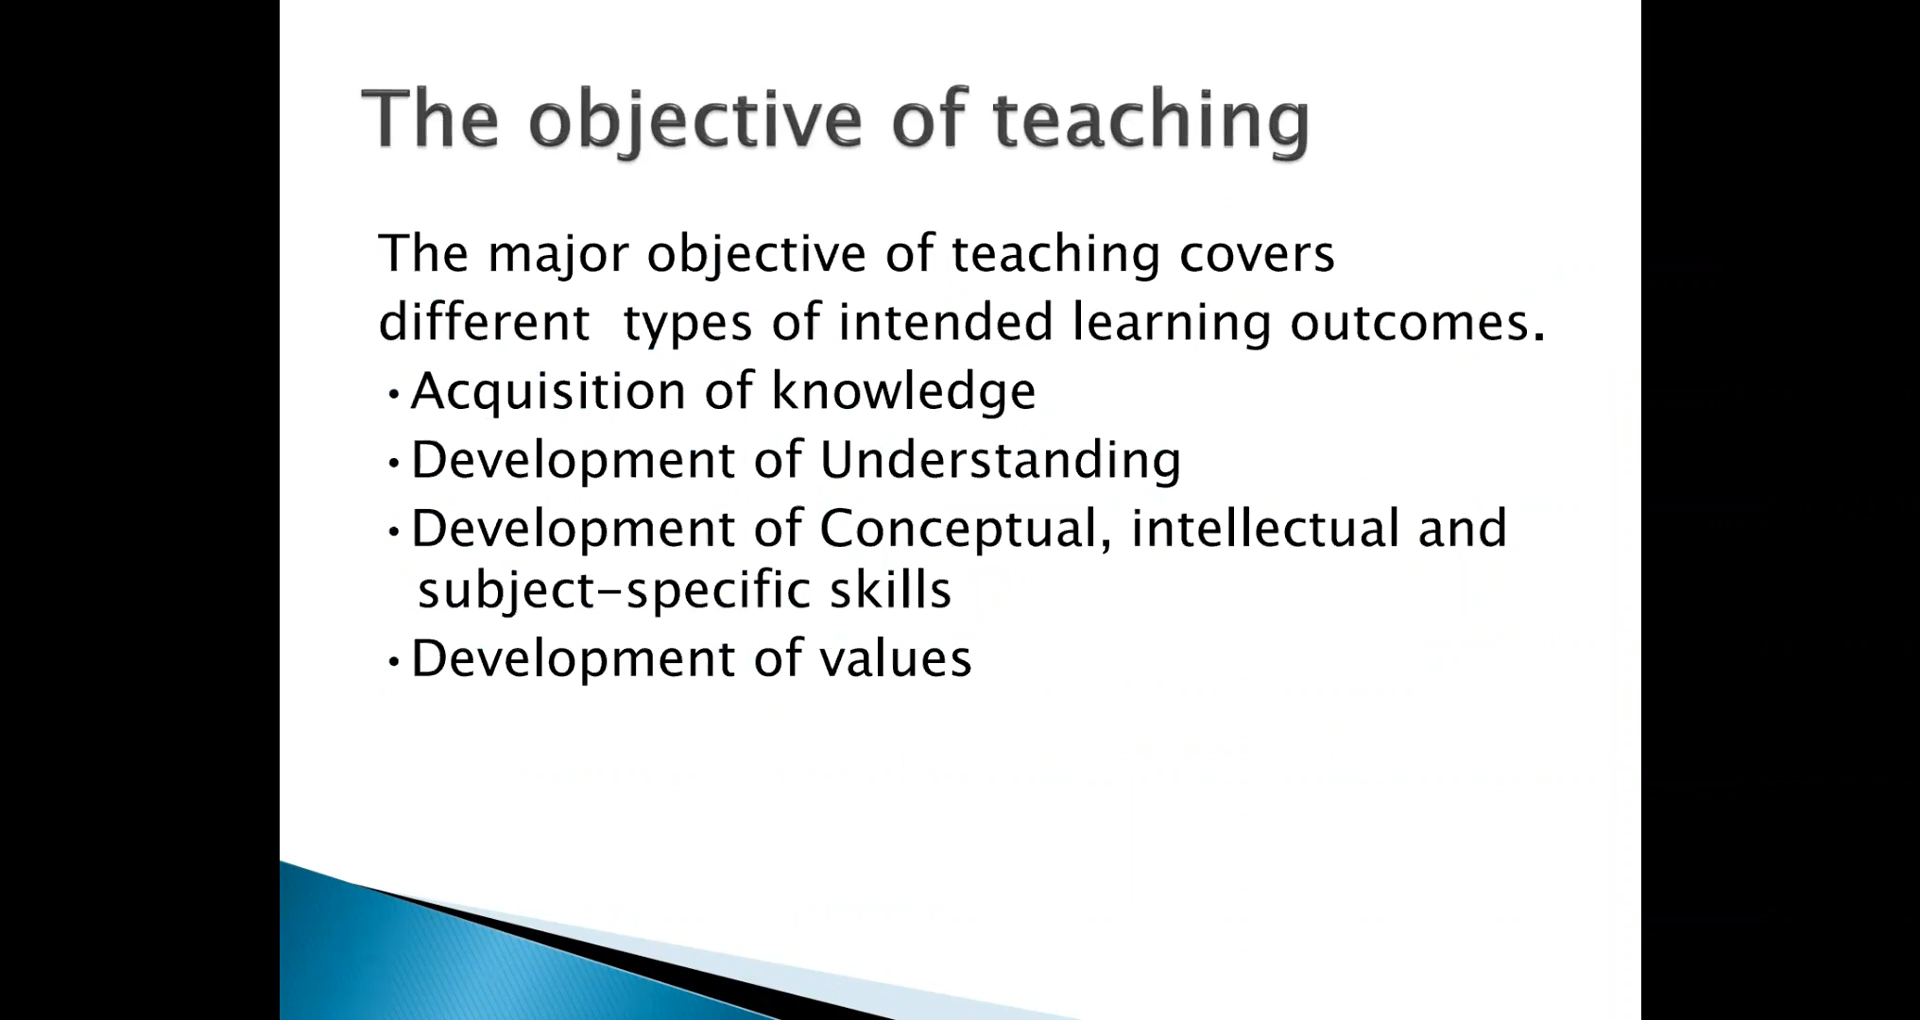 The objective of teaching
The major objective of teaching covers
different  types of intended learning outcomes.
•Acquisition of knowledge
•Development of Understanding
•Development of Conceptual, intellectual and
subject-specific skills
•Development of values